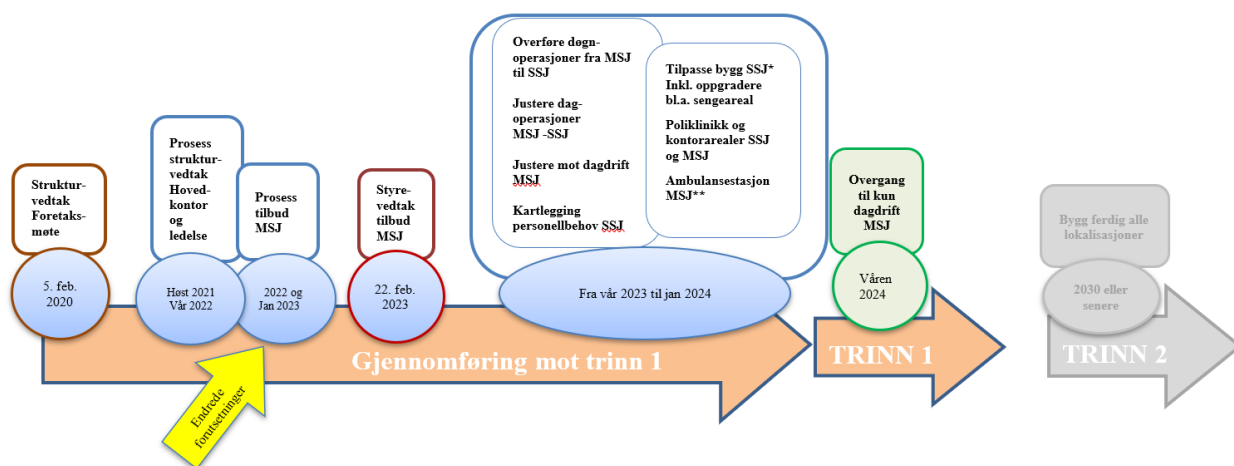 Struktur-
vedtak
Foretaks-
møte
5. feb.
2020
Prosess
struktur-
vedtak
Hoved-
kontor
og
ledelse
Høst 2021
Vår 2022
Prosess
tilbud
MSJ
2022 og
Jan 2023
Endrede
forutsetninger
Styre-
vedtak
tilbud
MSJ
22. feb.
2023
Overføre døgn-
operasjoner fra MSJ
til SSJ
Justere dag-
operasjoner
MSJ -SSJ
Justere mot dagdrift
MSJ
Kartlegging
personellbehov SSJ
Tilpasse bygg SSJ*
Inkl. oppgradere
bl.a. sengeareal
Poliklinikk og
kontorarealer SSJ
og MSJ
Ambulansestasjon
MSJ**
Fra vår 2023 til jan 2024
Gjennomføring mot trinn 1
Overgang
til kun
dagdrift
MSJ
Våren
2024
TRINN 1
Bygg ferdig alle
lokalisasjoner
2030 eller
senere
TRINN 2